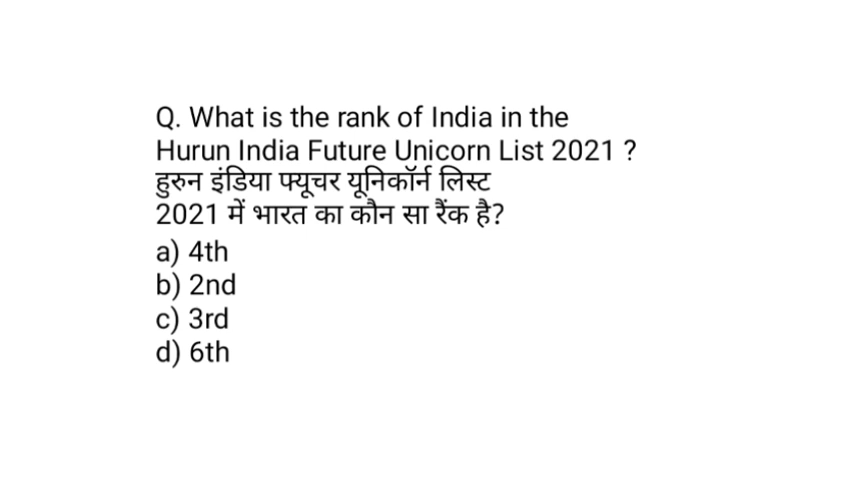 Q. What is the rank of India in the
Hurun India Future Unicorn List 2021 ?
हुरुन इंडिया फ्यूचर यूनिकॉर्न लिस्ट
2021 में भारत का कौन सा रैंक है?
a) 4th
b) 2nd
c) 3rd
d) 6th